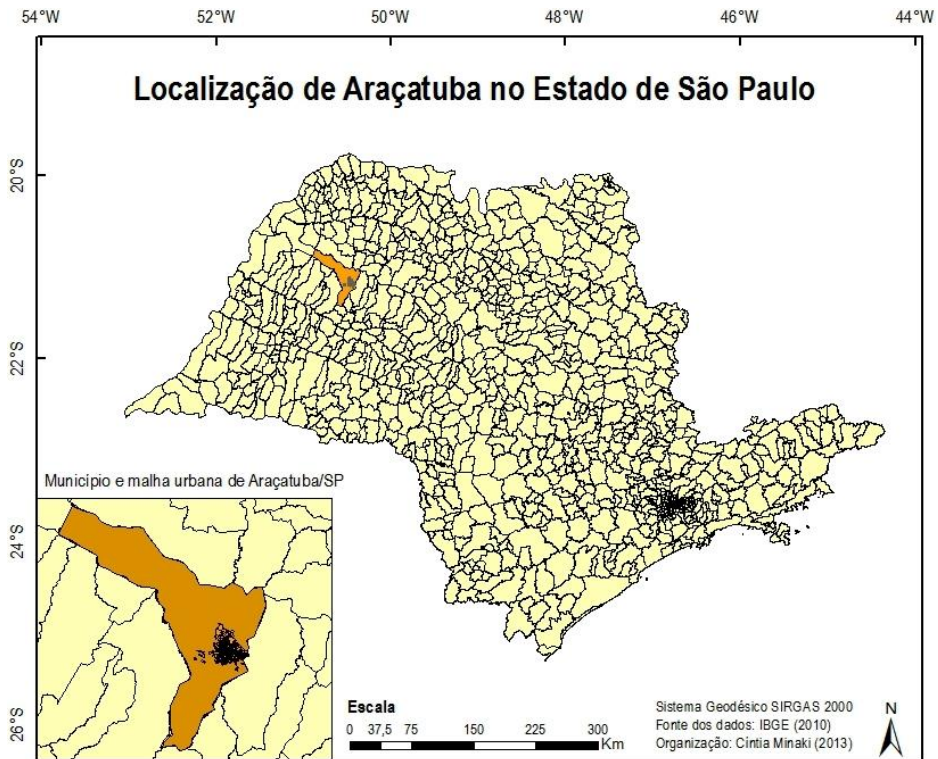 54°W 52°W 50°W 48°W 46°W 44°W
Localização de Araçatuba no Estado de São Paulo
20°S
22°S
24°S
26°S
Município e malha urbana de Araçatuba/SP
Escala
0 37,5 75 150 225 300
Km
Sistema Geodésico SIRGAS 2000
Fonte dos dados: IBGE (2010)
Organização: Cíntia Minaki (2013)
N